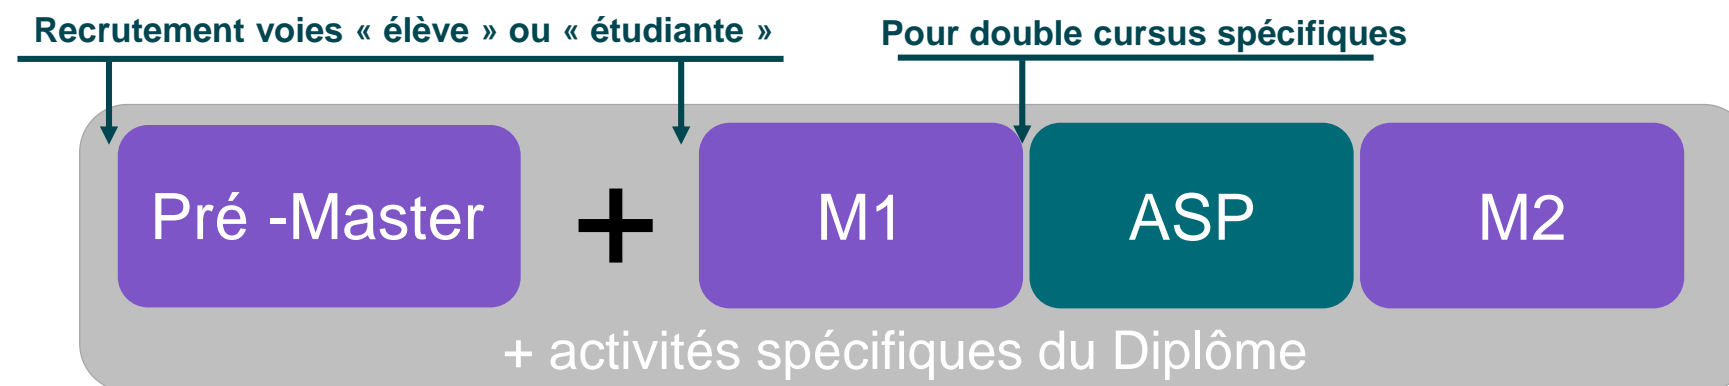 Recrutement voies « élève » ou « étudiante »
Pour double cursus spécifiques
Pré -Master + M1 ASP M2
+ activités spécifiques du Diplôme